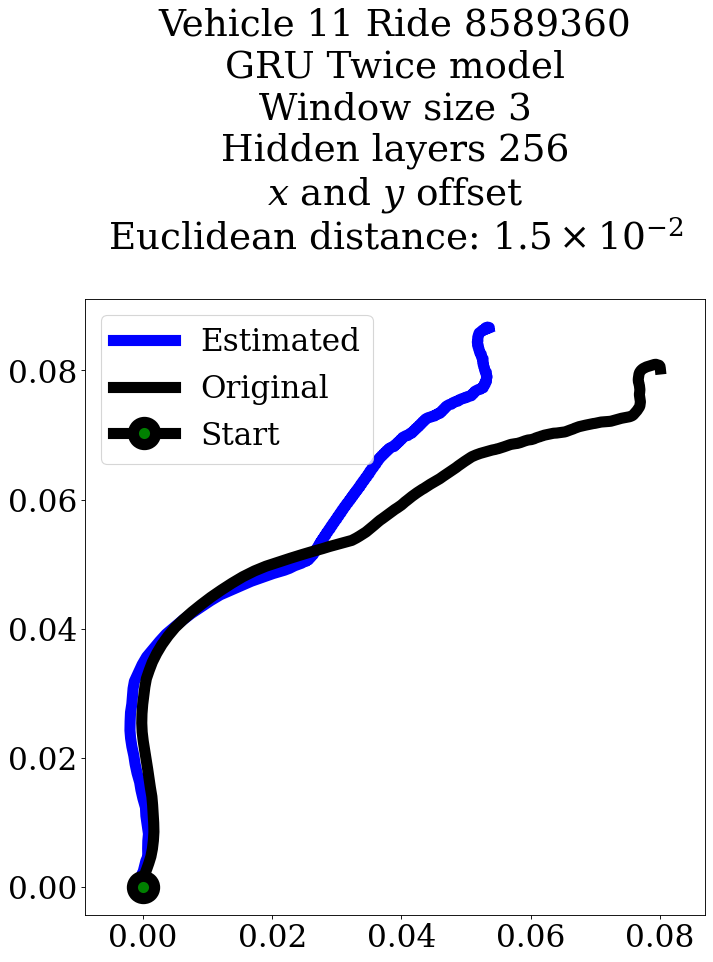 Vehicle 11 Ride 8589360
GRU Twice model
Window size 3
Hidden layers 256
x and y offset
Euclidean distance: 1.5 × 10⁻²
Estimated
Original
Start
0.08
0.06
0.04
0.02
0.00
0.00 0.02 0.04 0.06 0.08